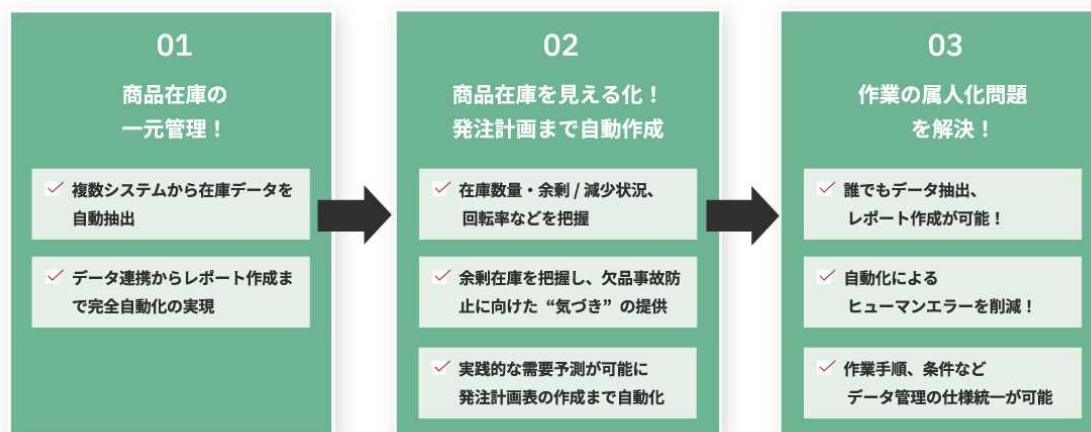 01
商品在庫の
一元管理！
複数システムから在庫データを
自動抽出
データ連携からレポート作成ま
で完全自動化の実現
02
商品在庫を見える化！
発注計画まで自動作成
在庫数量・余剰 / 減少状況、
回転率などを把握
余剰在庫を把握し、欠品事故防
止に向けた“気づき”の提供
実践的な需要予測が可能に
発注計画表の作成まで自動化
03
作業の属人化問題
を解決！
誰でもデータ抽出、
レポート作成が可能！
自動化による
ヒューマンエラーを削減！
作業手順、条件など
データ管理の仕様統一が可能